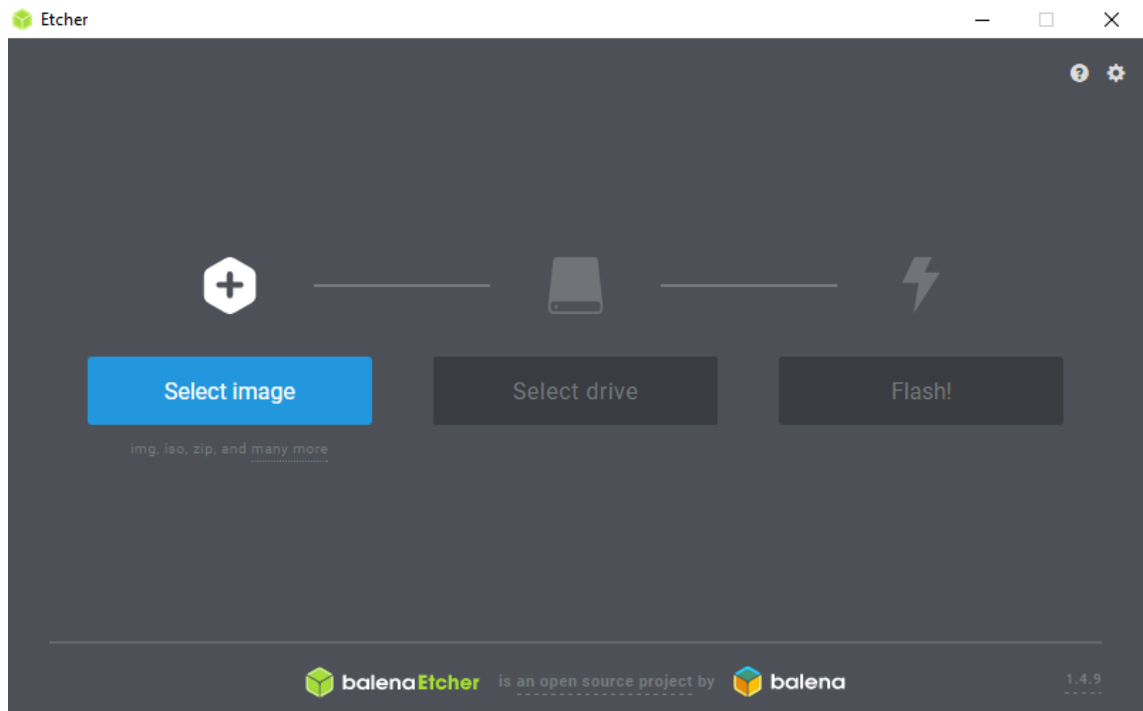 Etcher
Select image
Select drive
Flash!
img, iso, zip, and many more
balenaEtcher is an open source project by balena
1.4.9